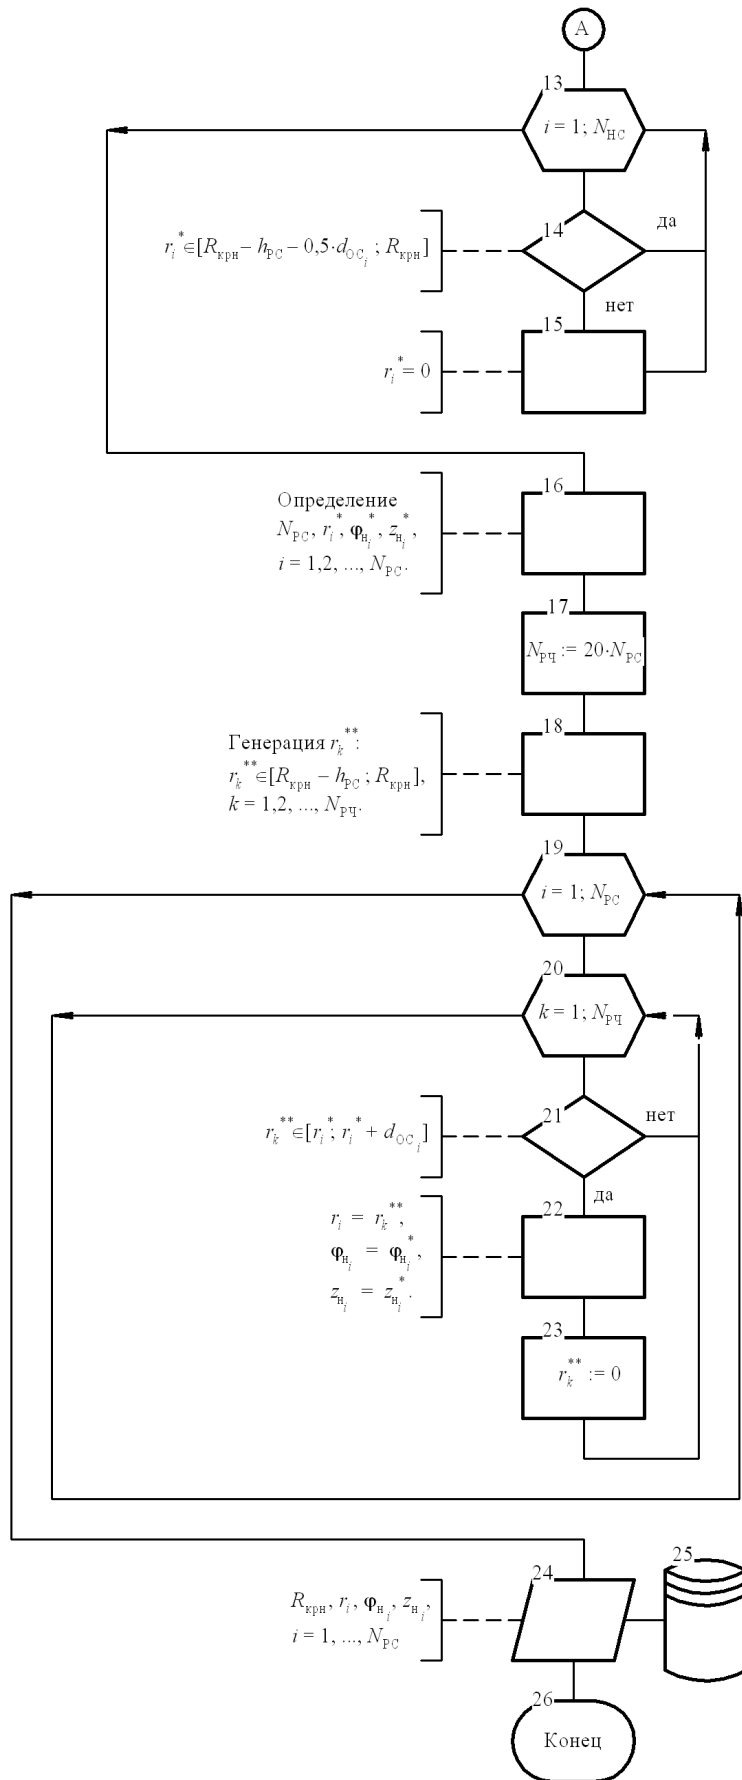 А
13
i = 1; N_НС
14
да
r_i^* ∈ [R_крн – h_РС – 0,5·d_ОС_i ; R_крн]
нет
15
r_i^* = 0
16
Определение
N_РС, r_i^*, φ_н_i^*, z_н_i^*,
i = 1,2, ..., N_РС.
17
N_РЧ := 20·N_РС
18
Генерация r_k^**:
r_k^** ∈ [R_крн – h_РС ; R_крн],
k = 1,2, ..., N_РЧ.
19
i = 1; N_РС
20
k = 1; N_РЧ
21
нет
r_k^** ∈ [r_i^*; r_i^* + d_ОС_i]
да
22
r_i = r_k^**,
φ_н_i = φ_н_i^*,
z_н_i = z_н_i^*.
23
r_k^** := 0
24
25
R_крн, r_i, φ_н_i, z_н_i,
i = 1, ..., N_РС
26
Конец